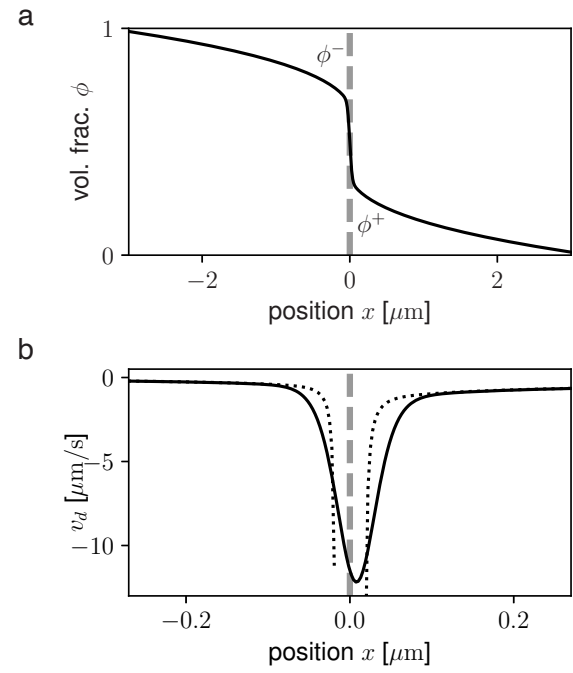 a
1
vol. frac. ϕ
ϕ⁻
ϕ⁺
0
−2 0 2
position x [μm]
b
0
v_d [μm/s]
−5
−10
−0.2 0.0 0.2
position x [μm]